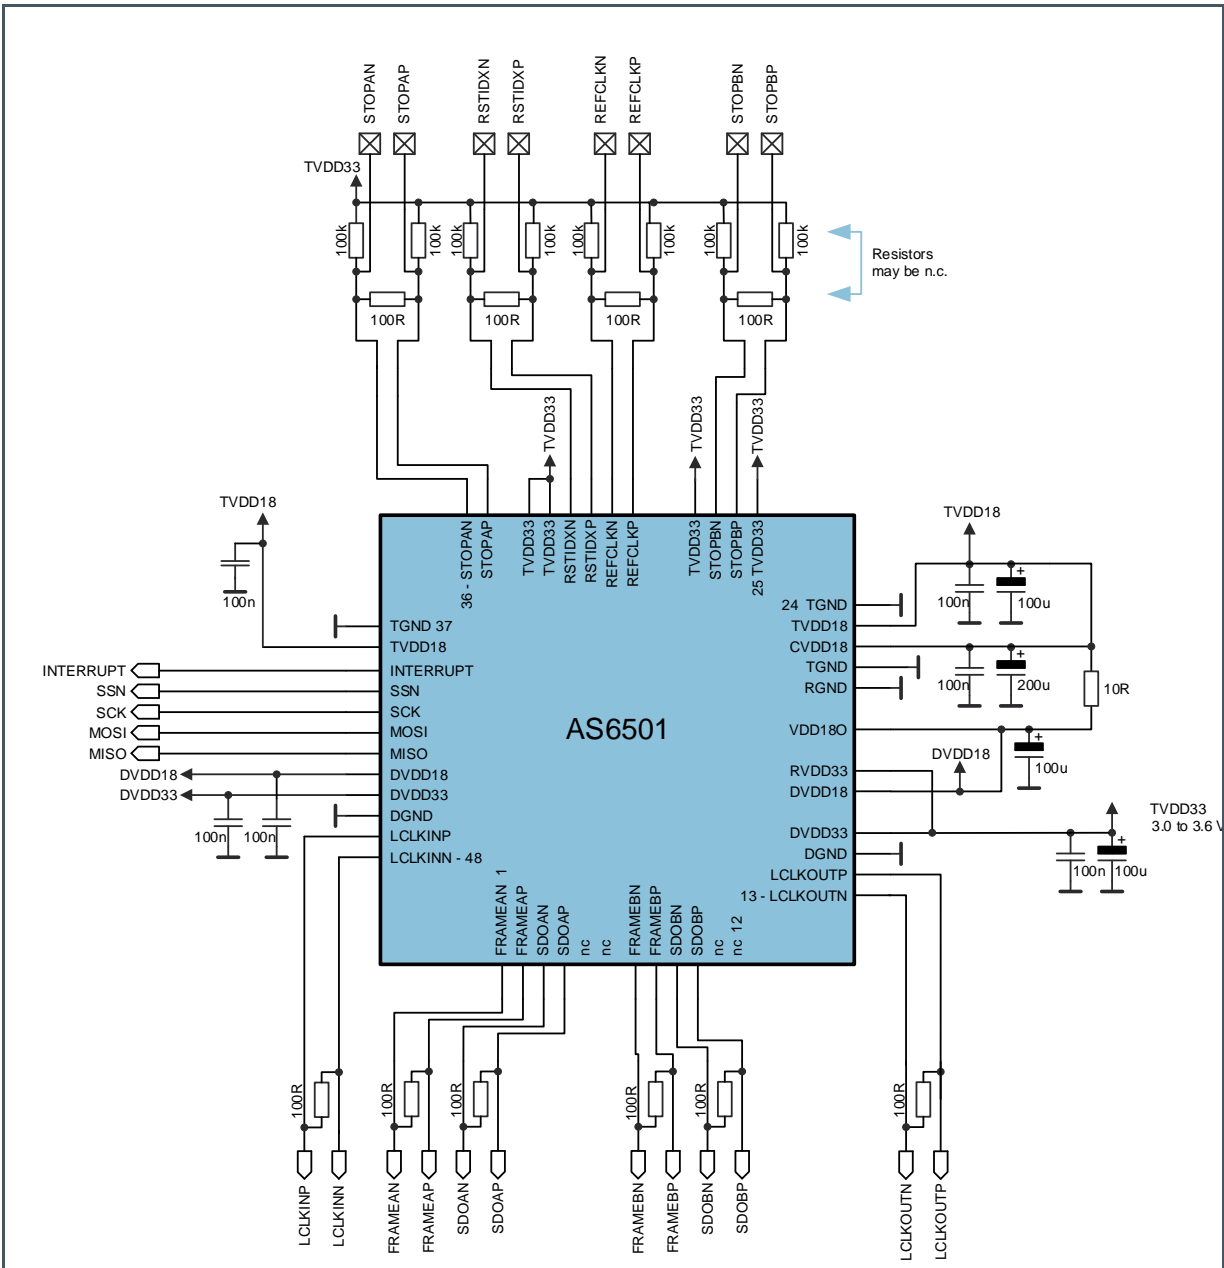 STOPAN
STOPAP
RSTIDXN
RSTIDXP
REFCLKN
REFCLKP
STOPBN
STOPBP
TVDD33
100k
100k
100k
100k
100k
100k
100k
100k
Resistors
may be n.c.
100R
100R
100R
100R
TVDD33
TVDD33
TVDD33
TVDD18
100n
36 - STOPAN
STOPAP
TVDD33
TVDD33
RSTIDXN
RSTIDXP
REFCLKN
REFCLKP
TVDD33
STOPBN
STOPBP
25 TVDD33
TVDD18
100n
+
100u
24 TGND
TVDD18
CVDD18
TGND
RGND
100n
+
200u
10R
VDD18O
DVDD18
+
100u
RVDD33
DVDD18
DVDD33
DGND
LCLKOUTP
13 - LCLKOUTN
TVDD33
3.0 to 3.6 V
100n
+
100u
TGND 37
TVDD18
INTERRUPT
INTERRUPT
SSN
SSN
SCK
SCK
MOSI
MOSI
MISO
MISO
DVDD18
DVDD18
DVDD33
DVDD33
DGND
100n
100n
LCLKINP
LCLKINN - 48
AS6501
FRAMEAN 1
FRAMEAP
SDOAN
SDOAP
nc
nc
FRAMEBN
FRAMEBP
SDOBN
SDOBP
nc
nc 12
100R
100R
100R
100R
100R
100R
LCLKINP
LCLKINN
FRAMEAN
FRAMEAP
SDOAN
SDOAP
FRAMEBN
FRAMEBP
SDOBN
SDOBP
LCLKOUTN
LCLKOUTP